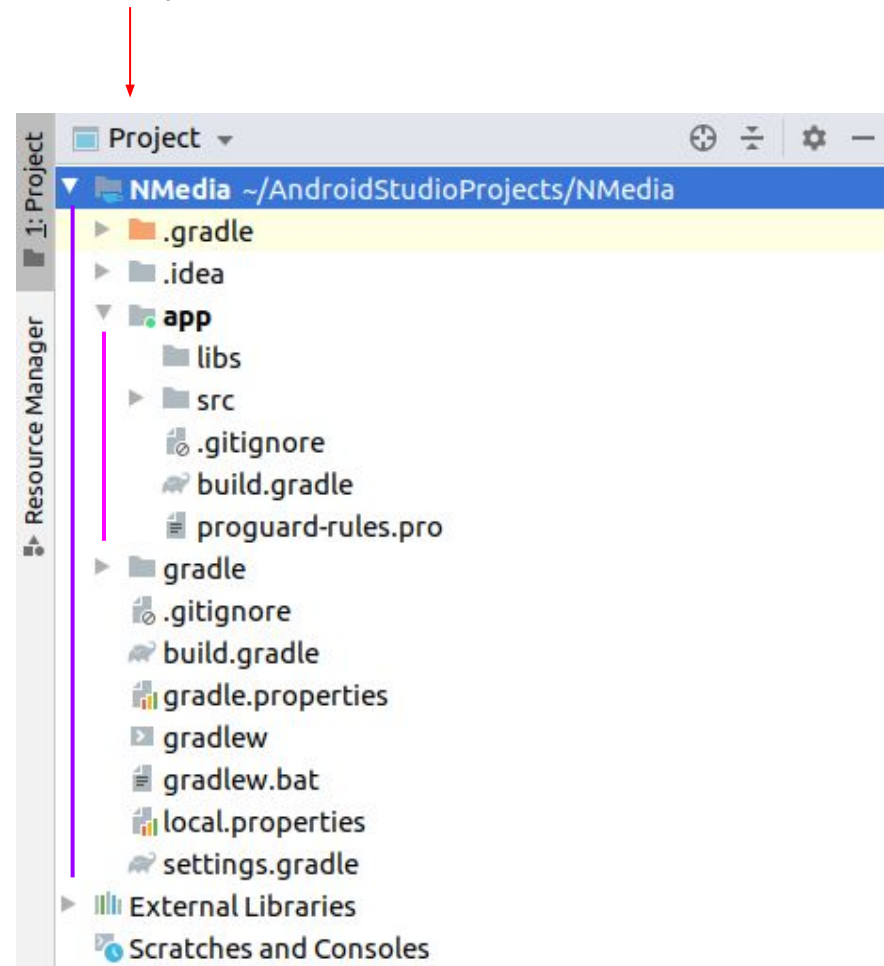 Project
NMedia ~/AndroidStudioProjects/NMedia
.gradle
.idea
app
libs
src
.gitignore
build.gradle
proguard-rules.pro
gradle
.gitignore
build.gradle
gradle.properties
gradlew
gradlew.bat
local.properties
settings.gradle
External Libraries
Scratches and Consoles
1: Project
Resource Manager